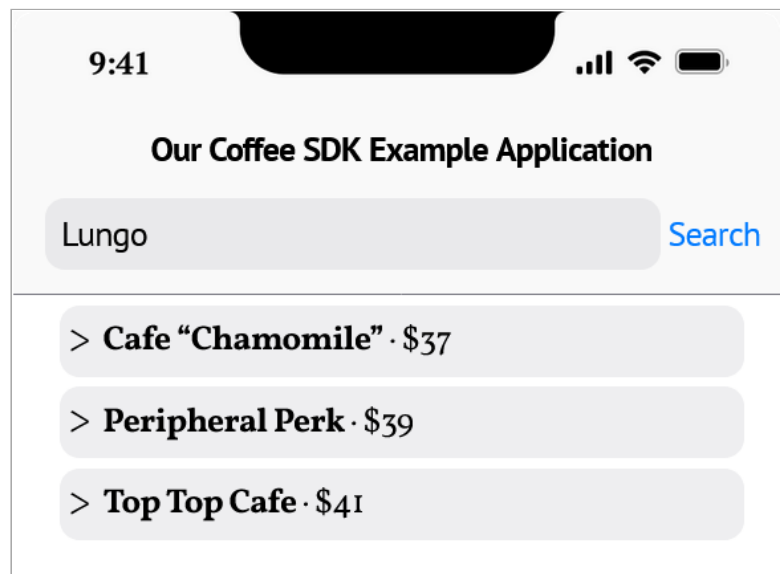 9:41
Our Coffee SDK Example Application
Lungo Search
> Cafe “Chamomile” · $37
> Peripheral Perk · $39
> Top Top Cafe · $41